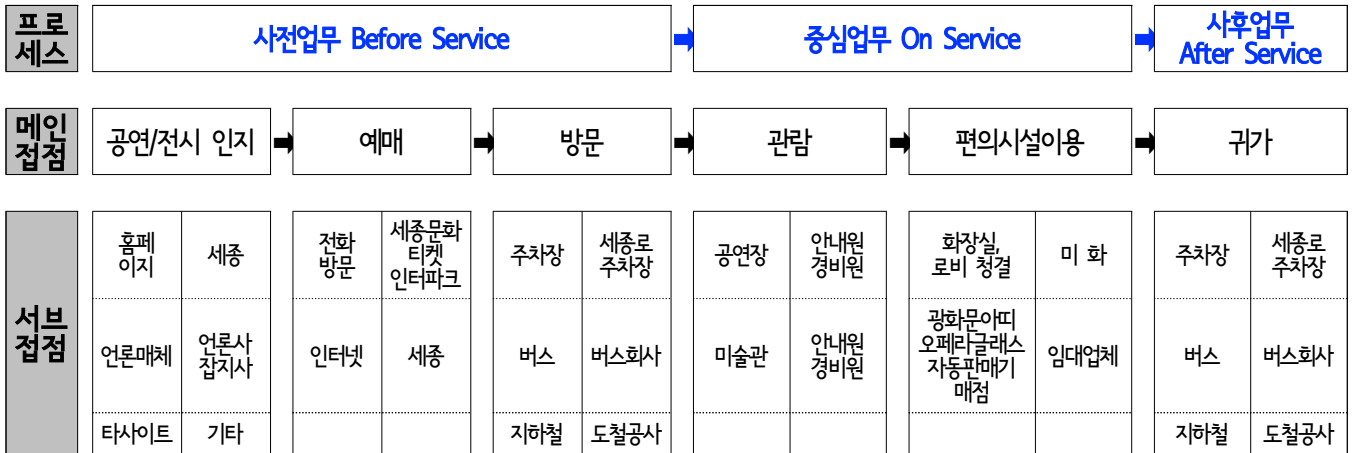 프로
세스
사전업무 Before Service
중심업무 On Service
사후업무
After Service
메인
접점
공연/전시 인지
예매
방문
관람
편의시설이용
귀가
서브
접점
홈페
이지
세종
전화
방문
세종문화
티켓
인터파크
주차장
세종로
주차장
공연장
안내원
경비원
화장실,
로비 청결
미 화
주차장
세종로
주차장
언론매체
언론사
잡지사
인터넷
세종
버스
버스회사
미술관
안내원
경비원
광화문아띠
오페라글래스
자동판매기
매점
임대업체
버스
버스회사
타사이트
기타
지하철
도철공사
지하철
도철공사